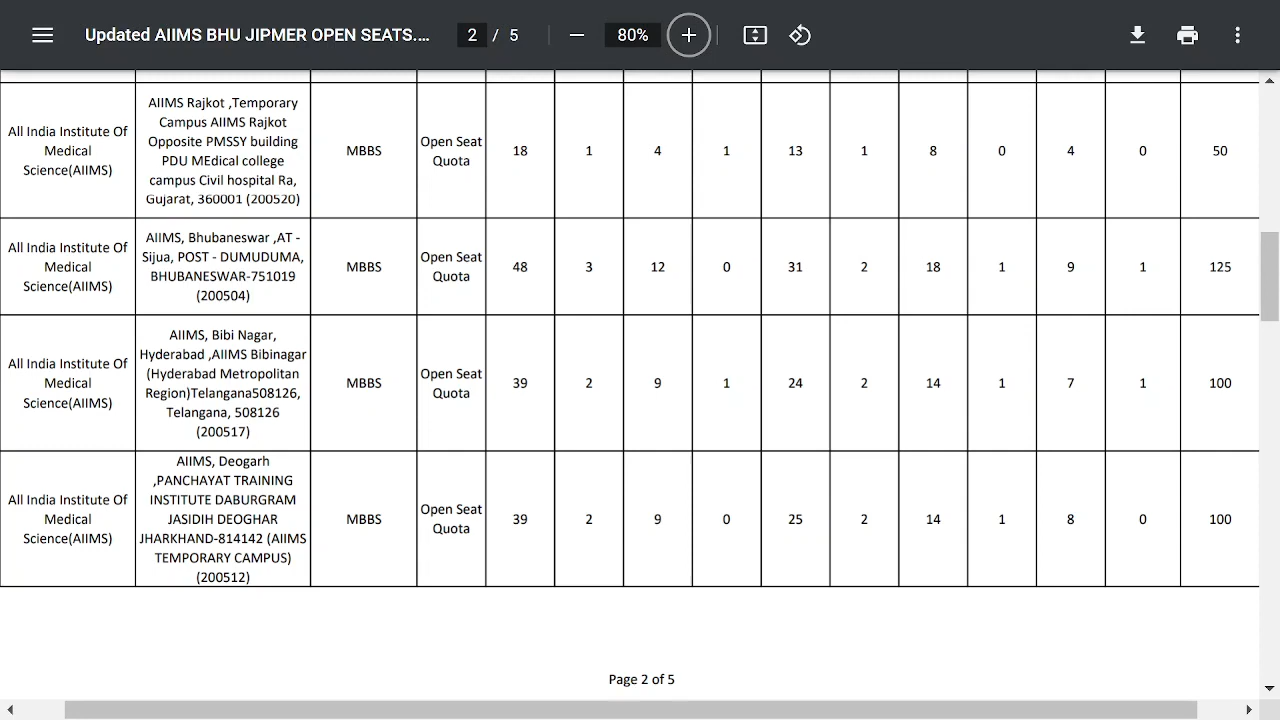 Updated AIIMS BHU JIPMER OPEN SEATS.... 2 / 5 80%
All India Institute Of
Medical
Science(AIIMS)
AIIMS Rajkot ,Temporary
Campus AIIMS Rajkot
Opposite PMSSY building
PDU MEdical college
campus Civil hospital Ra,
Gujarat, 360001 (200520)
MBBS
Open Seat
Quota
18 1 4 1 13 1 8 0 4 0 50
All India Institute Of
Medical
Science(AIIMS)
AIIMS, Bhubaneswar ,AT -
Sijua, POST - DUMUDUMA,
BHUBANESWAR-751019
(200504)
MBBS
Open Seat
Quota
48 3 12 0 31 2 18 1 9 1 125
All India Institute Of
Medical
Science(AIIMS)
AIIMS, Bibi Nagar,
Hyderabad ,AIIMS Bibinagar
(Hyderabad Metropolitan
Region)Telangana508126,
Telangana, 508126
(200517)
MBBS
Open Seat
Quota
39 2 9 1 24 2 14 1 7 1 100
All India Institute Of
Medical
Science(AIIMS)
AIIMS, Deogarh
,PANCHAYAT TRAINING
INSTITUTE DABURGRAM
JASIDIH DEOGHAR
JHARKHAND-814142 (AIIMS
TEMPORARY CAMPUS)
(200512)
MBBS
Open Seat
Quota
39 2 9 0 25 2 14 1 8 0 100
Page 2 of 5